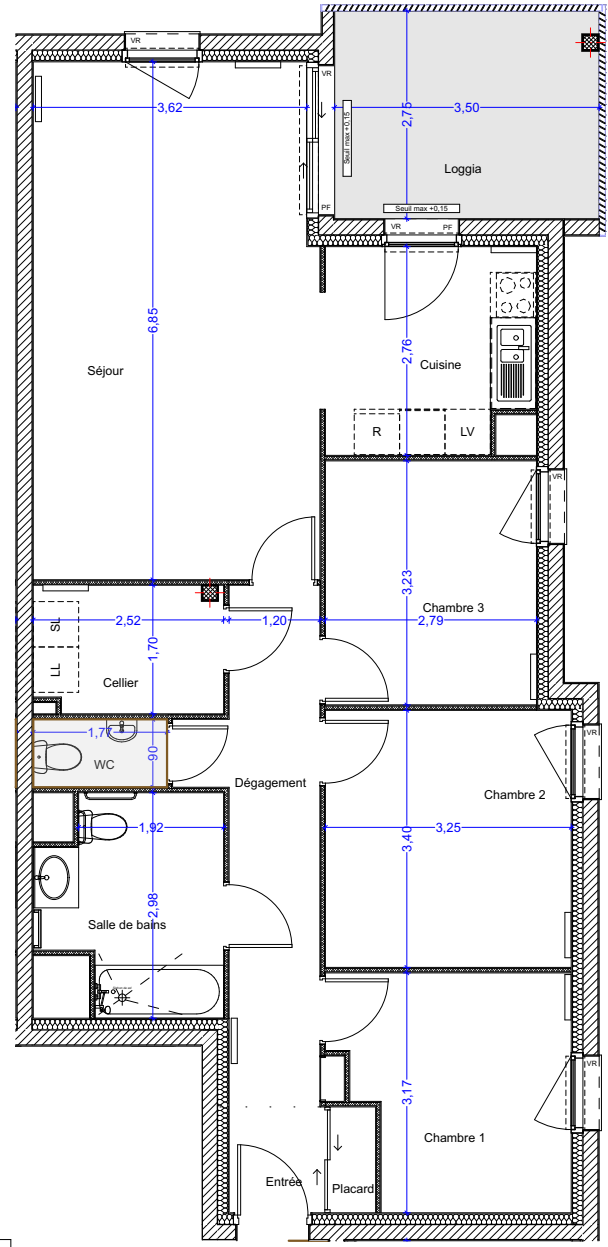 VR
3,62
VR
2,75
3,50
Seuil max +0,15
Loggia
PF
Seuil max +0,15
VR
PF
6,85
Séjour
2,76
Cuisine
R
LV
VR
3,23
SL
2,52
1,20
Chambre 3
2,79
LL
1,70
Cellier
1,77
90
WC
VR
Dégagement
Chambre 2
1,92
3,40
3,25
2,98
Salle de bains
VR
3,17
Chambre 1
Entrée
Placard